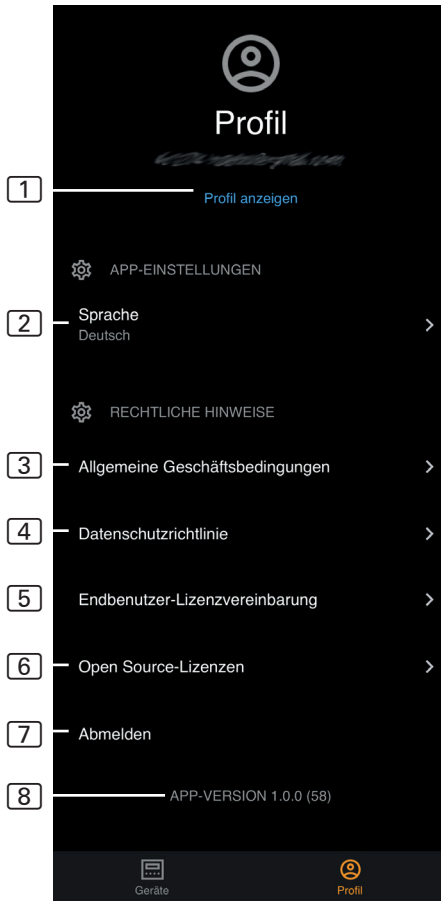 Profil
1
Profil anzeigen
APP-EINSTELLUNGEN
2
Sprache
Deutsch
RECHTLICHE HINWEISE
3
Allgemeine Geschäftsbedingungen
4
Datenschutzrichtlinie
5
Endbenutzer-Lizenzvereinbarung
6
Open Source-Lizenzen
7
Abmelden
8
APP-VERSION 1.0.0 (58)
Geräte
Profil